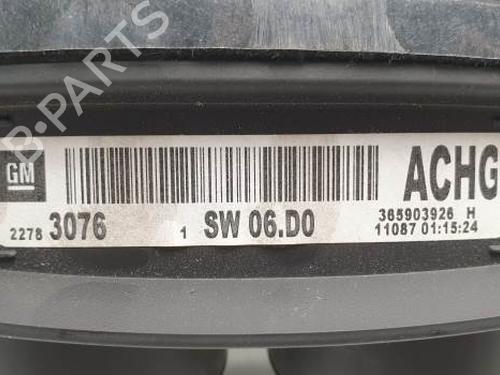 B-PARTS
GM
ACHG
2278 3076 1 SW 06.D0
365903926 H
11087 01:15:24